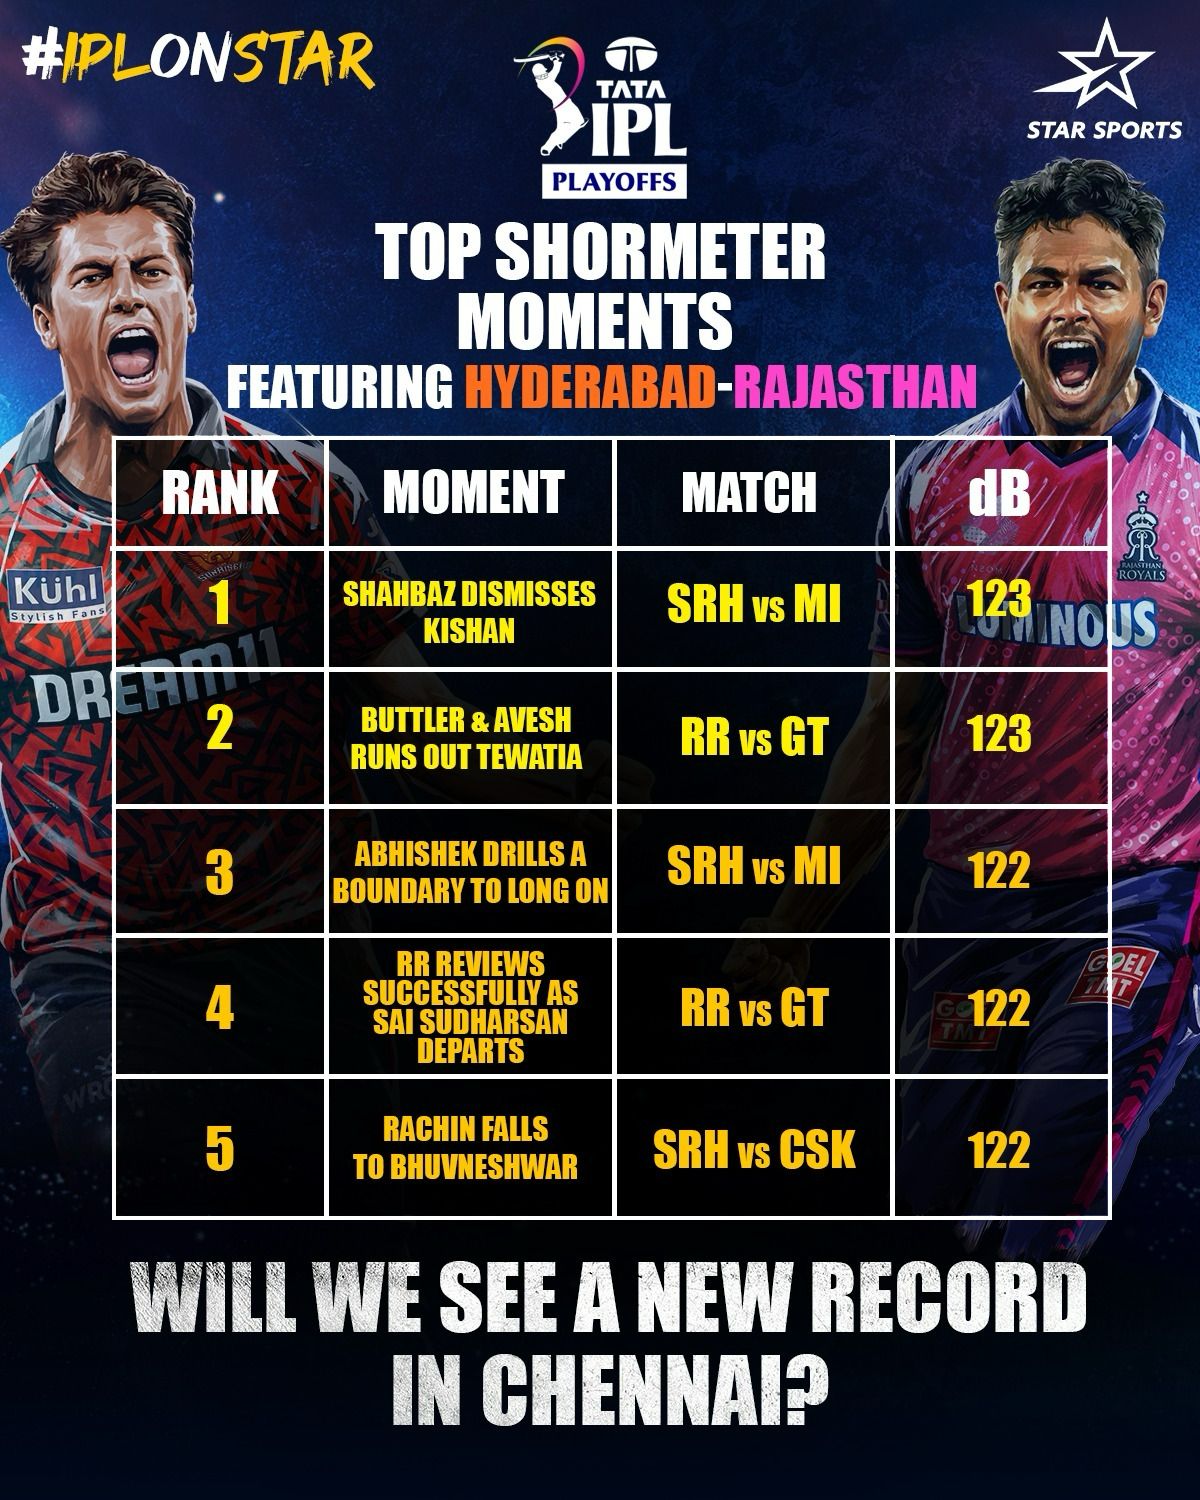 #IPLONSTAR
TATA
IPL
PLAYOFFS
STAR SPORTS
TOP SHORMETER
MOMENTS
FEATURING HYDERABAD-RAJASTHAN
RANK MOMENT MATCH dB
1 SHAHBAZ DISMISSES
KISHAN SRH vs MI 123
2 BUTTLER & AVESH
RUNS OUT TEWATIA RR vs GT 123
3 ABHISHEK DRILLS A
BOUNDARY TO LONG ON SRH vs MI 122
4 RR REVIEWS
SUCCESSFULLY AS
SAI SUDHARSAN
DEPARTS RR vs GT 122
5 RACHIN FALLS
TO BHUVNESHWAR SRH vs CSK 122
Kühl
Stylish Fans
DREAM11
RAJASTHAN
ROYALS
LUMINOUS
GOEL
TMT
WILL WE SEE A NEW RECORD
IN CHENNAI?